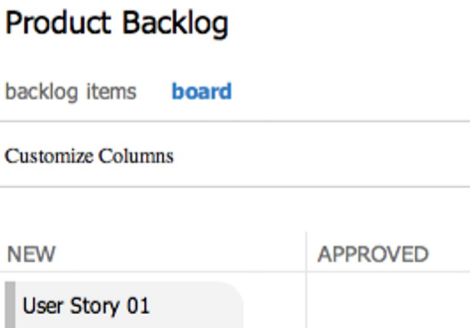 Product Backlog
backlog items board
Customize Columns
NEW APPROVED
User Story 01